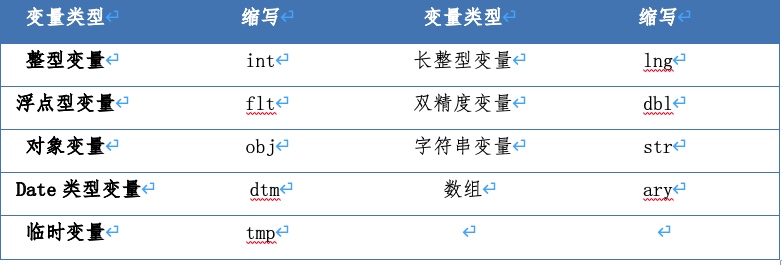 变量类型 缩写 变量类型 缩写
整型变量 int 长整型变量 lng
浮点型变量 flt 双精度变量 dbl
对象变量 obj 字符串变量 str
Date 类型变量 dtm 数组 ary
临时变量 tmp